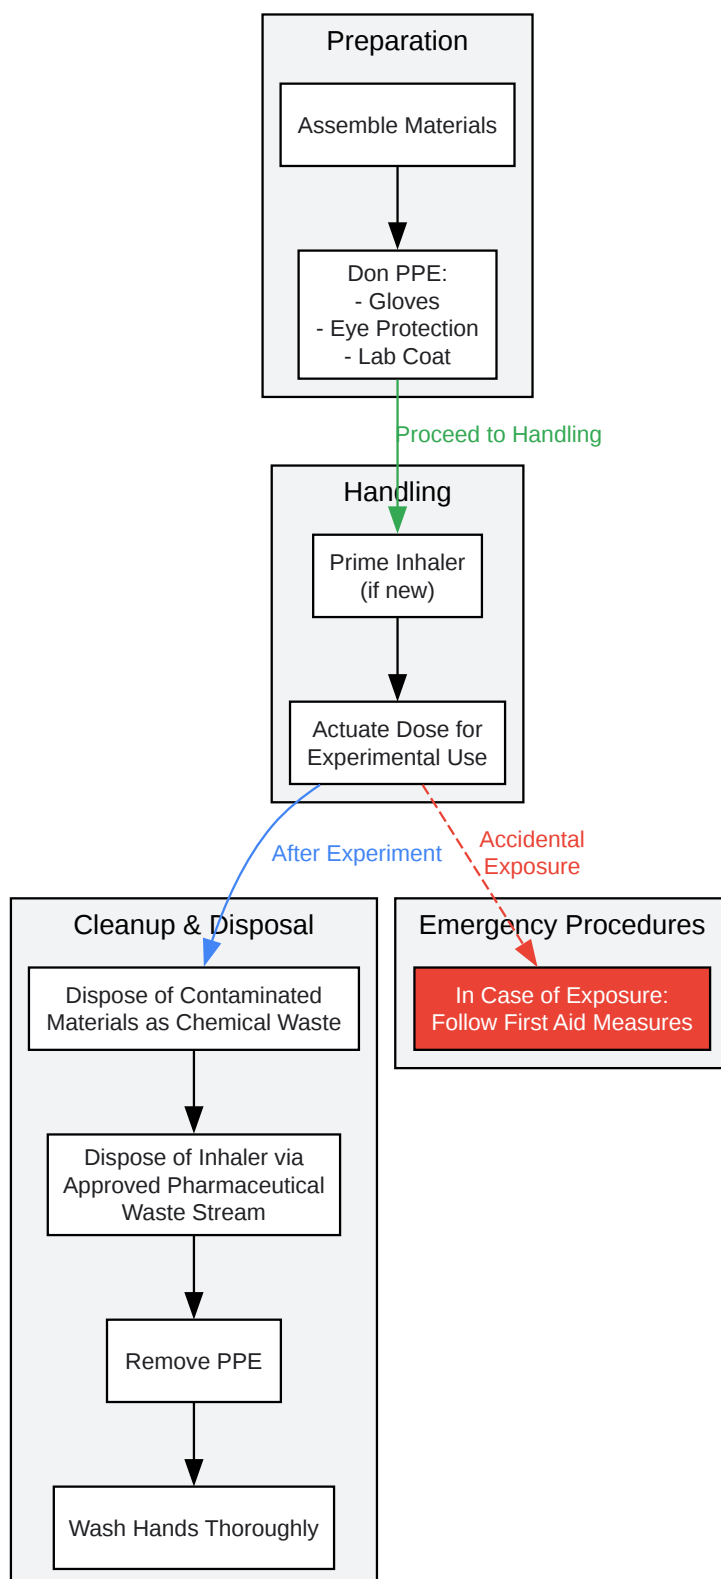 Preparation
Assemble Materials
Don PPE:
- Gloves
- Eye Protection
- Lab Coat
Proceed to Handling
Handling
Prime Inhaler
(if new)
Actuate Dose for
Experimental Use
After Experiment
Accidental
Exposure
Cleanup & Disposal
Dispose of Contaminated
Materials as Chemical Waste
Dispose of Inhaler via
Approved Pharmaceutical
Waste Stream
Remove PPE
Wash Hands Thoroughly
Emergency Procedures
In Case of Exposure:
Follow First Aid Measures